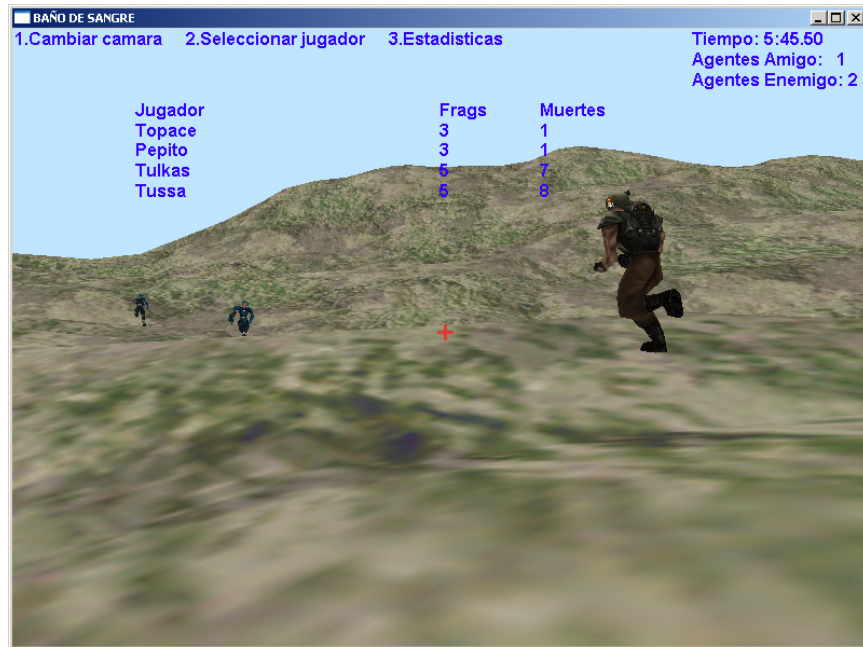 BAÑO DE SANGRE
1.Cambiar camara 2.Seleccionar jugador 3.Estadisticas
Tiempo: 5:45.50
Agentes Amigo: 1
Agentes Enemigo: 2
Jugador Frags Muertes
Topace 3 1
Pepito 3 1
Tulkas 5 7
Tussa 5 8